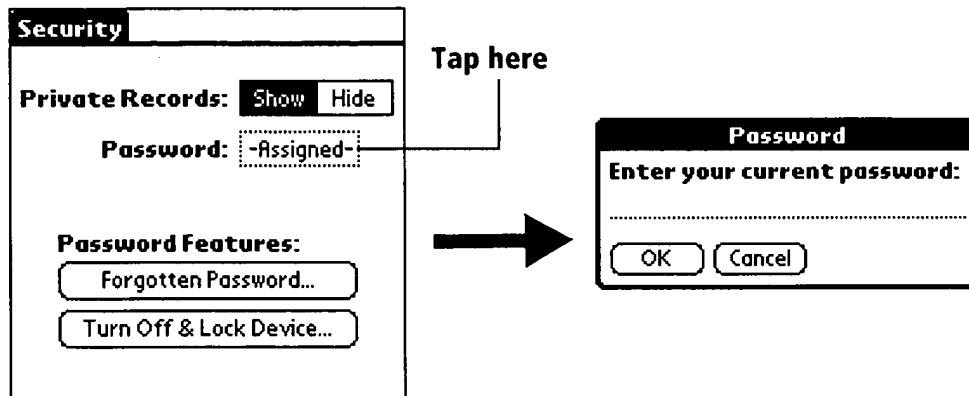 Security
Private Records: Show Hide
Password: -Assigned-
Password Features:
Forgotten Password...
Turn Off & Lock Device...
Tap here
Password
Enter your current password:
OK Cancel